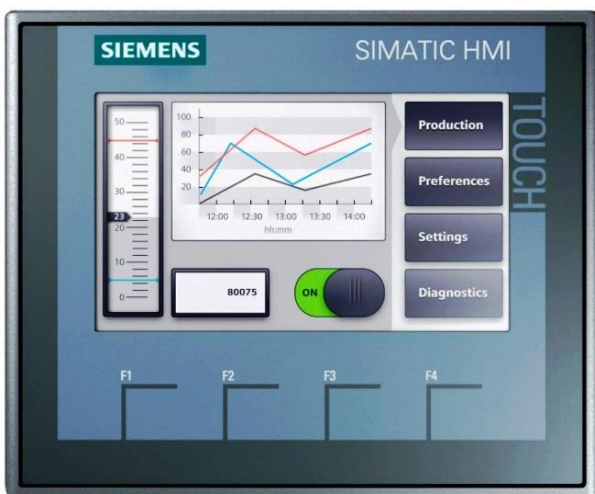 SIEMENS
SIMATIC HMI
TOUCH
50
40
30
23
20
10
0
100
80
60
40
20
12:00 12:30 13:00 13:30 14:00
hh:mm
80075
ON
Production
Preferences
Settings
Diagnostics
F1 F2 F3 F4